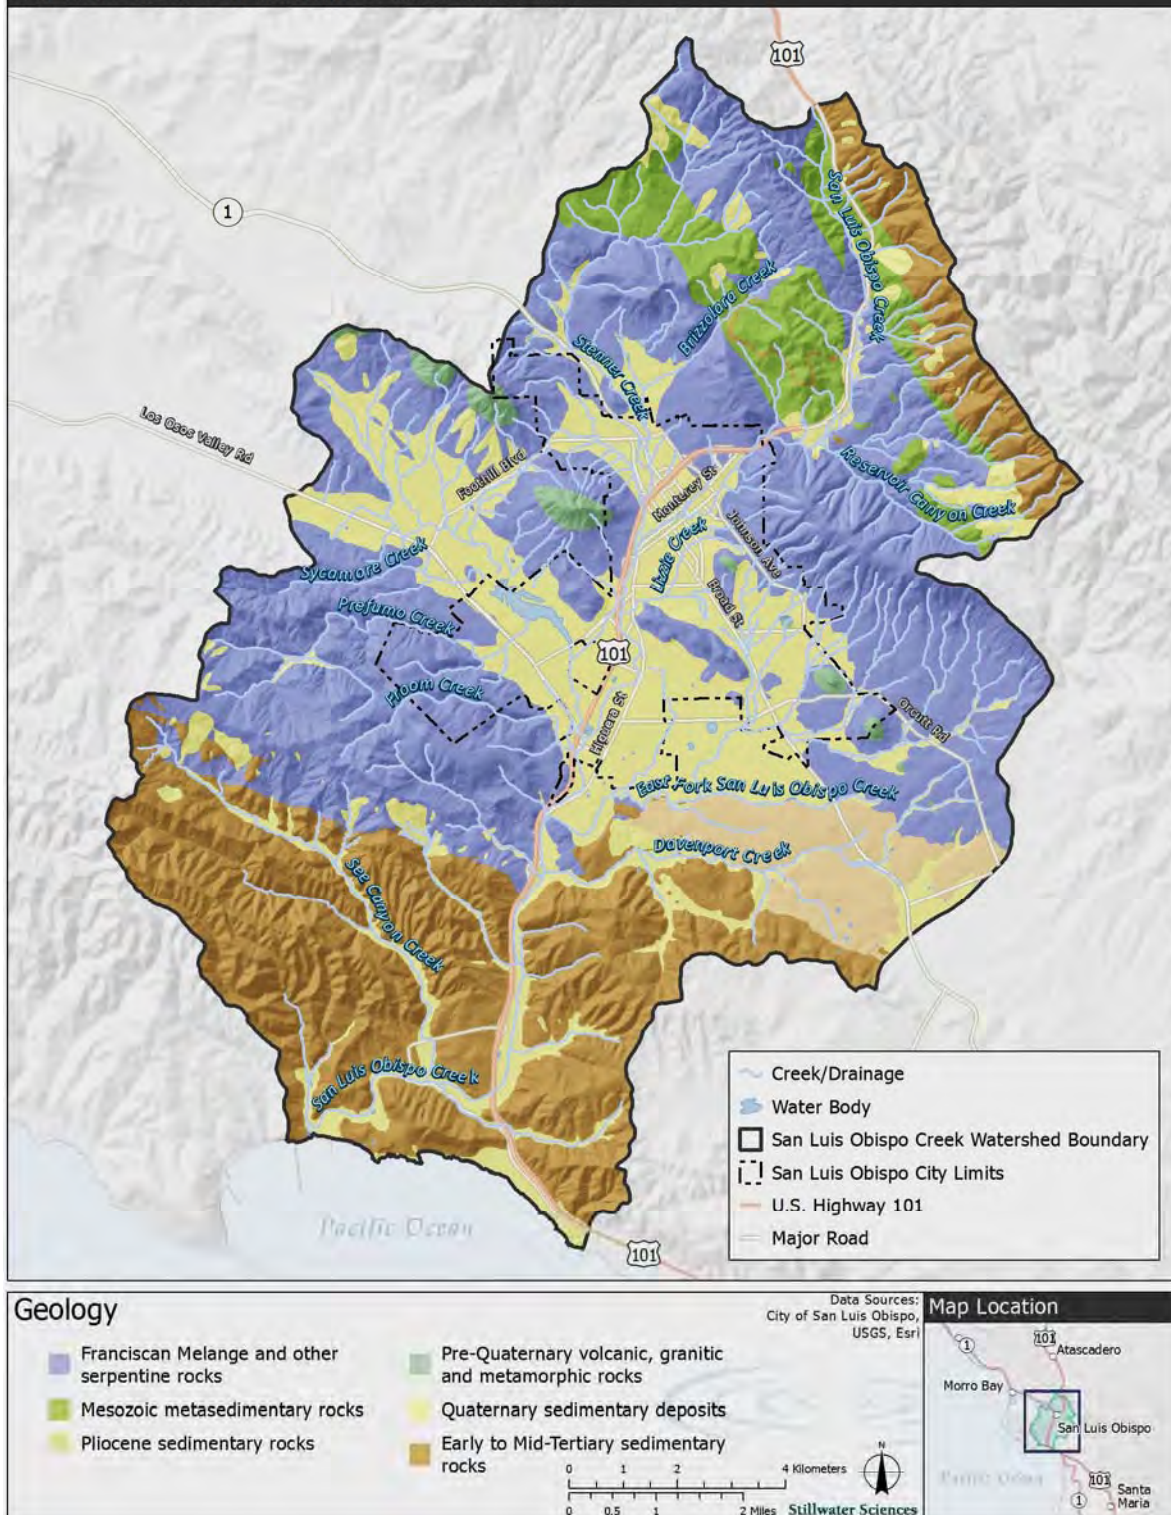 101
1
San Luis Obispo Creek
Brizzolara Creek
Stenner Creek
Los Osos Valley Rd
Foothill Blvd
Monterey St
Reservoir Canyon Creek
Johnson Ave
Lizzie Creek
Sycamore Creek
Broad St
Prefumo Creek
101
Froom Creek
Higuera St
Orcutt Rd
East Fork San Luis Obispo Creek
Davenport Creek
See Canyon Creek
San Luis Obispo Creek
Pacific Ocean
101
Creek/Drainage
Water Body
San Luis Obispo Creek Watershed Boundary
San Luis Obispo City Limits
U.S. Highway 101
Major Road
Geology
Franciscan Melange and other
serpentine rocks
Mesozoic metasedimentary rocks
Pliocene sedimentary rocks
Pre-Quaternary volcanic, granitic
and metamorphic rocks
Quaternary sedimentary deposits
Early to Mid-Tertiary sedimentary
rocks
Data Sources:
City of San Luis Obispo,
USGS, Esri
0 1 2 4 Kilometers
0 0.5 1 2 Miles
N
Stillwater Sciences
Map Location
1
101
Atascadero
Morro Bay
San Luis Obispo
Pacific Ocean
101
1
Santa
Maria